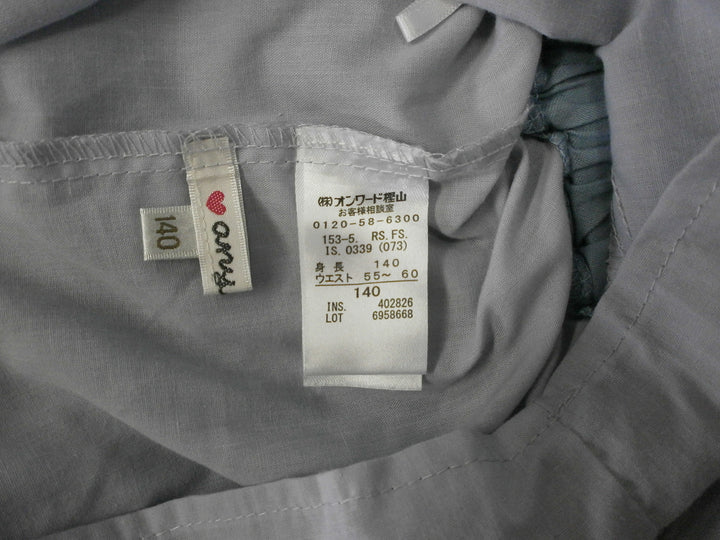 140
❤ any
㈱オンワード樫山
お客様相談室
0120-58-6300
153-5. RS. FS.
IS. 0339 (073)
身長 140
ウエスト 55〜 60
140
INS. 402826
LOT 6958668